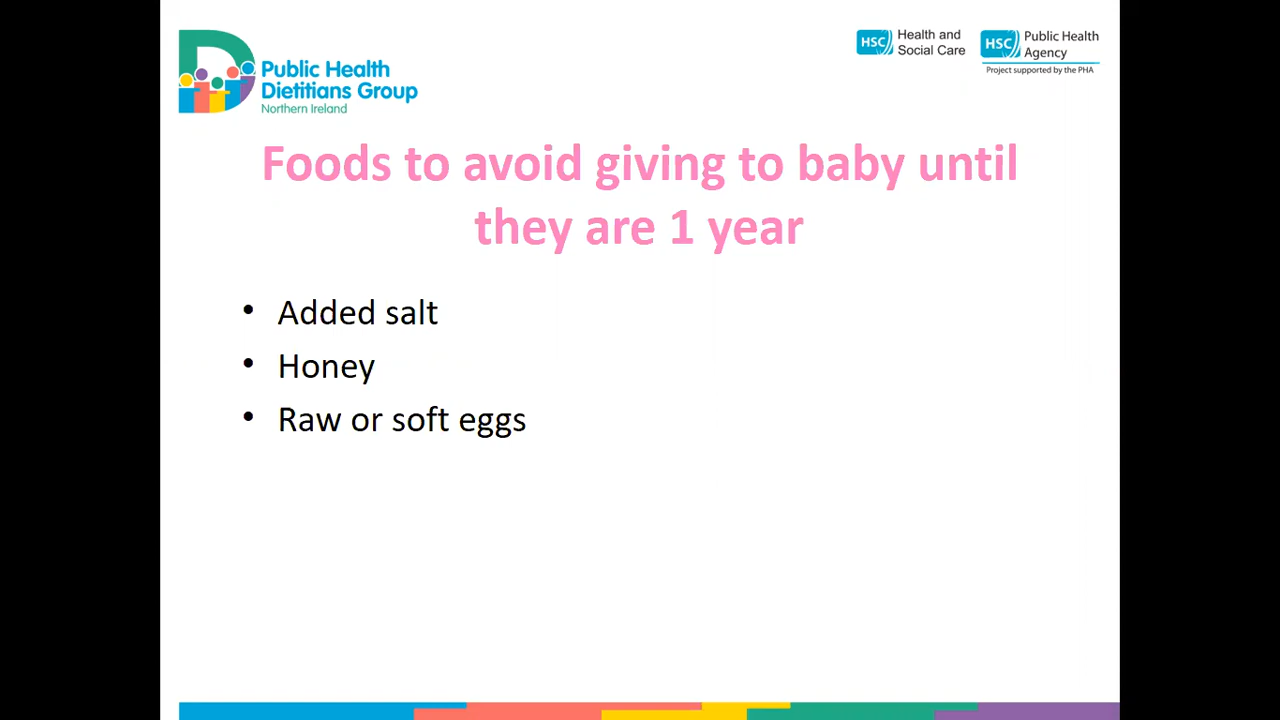 Public Health
Dietitians Group
Northern Ireland
HSC Health and
Social Care
HSC Public Health
Agency
Project supported by the PHA
Foods to avoid giving to baby until
they are 1 year
• Added salt
• Honey
• Raw or soft eggs